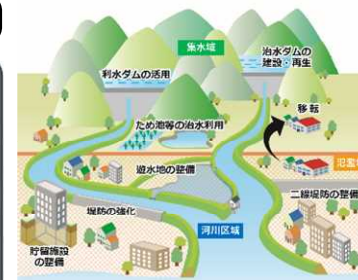 集水域
治水ダムの
建設・再生
利水ダムの活用
移転
ため池等の治水利用
氾濫
遊水地の整備
二線堤防の整備
堤防の強化
河川区域
貯留施設
の整備